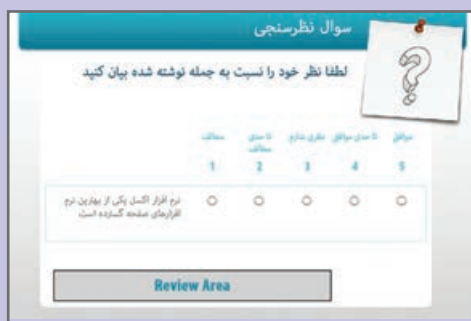 سوال نظرسنجی
لطفا نظر خود را نسبت به جمله نوشته شده بیان کنید
موافق تا حدی موافق نظری ندارم تا حدی مخالف مخالف
5 4 3 2 1
نرم افزار اکسل یکی از بهترین نرم
افزارهای صفحه گسترده است
Review Area